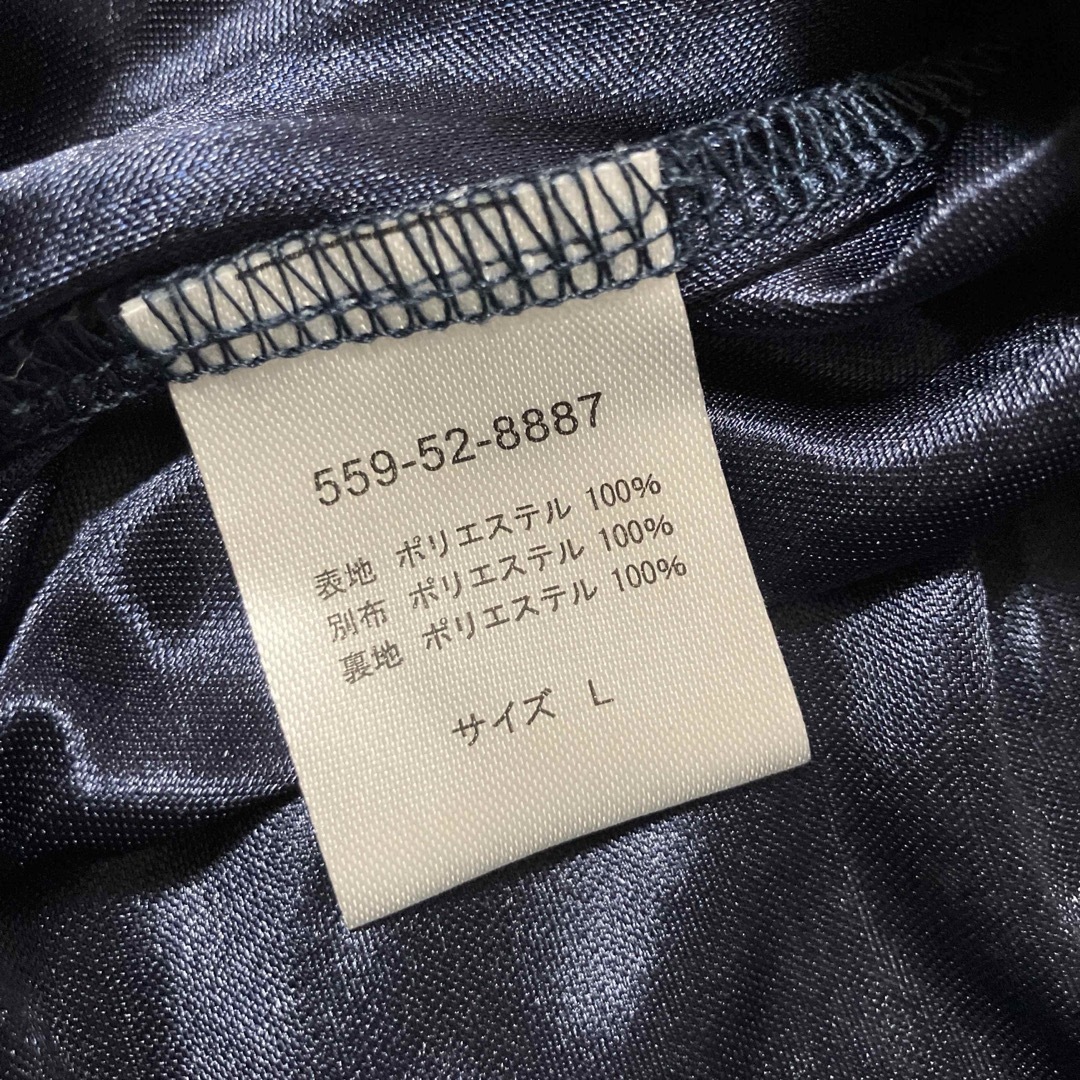 559-52-8887
表地 ポリエステル 100%
別布 ポリエステル 100%
裏地 ポリエステル 100%
サイズ L